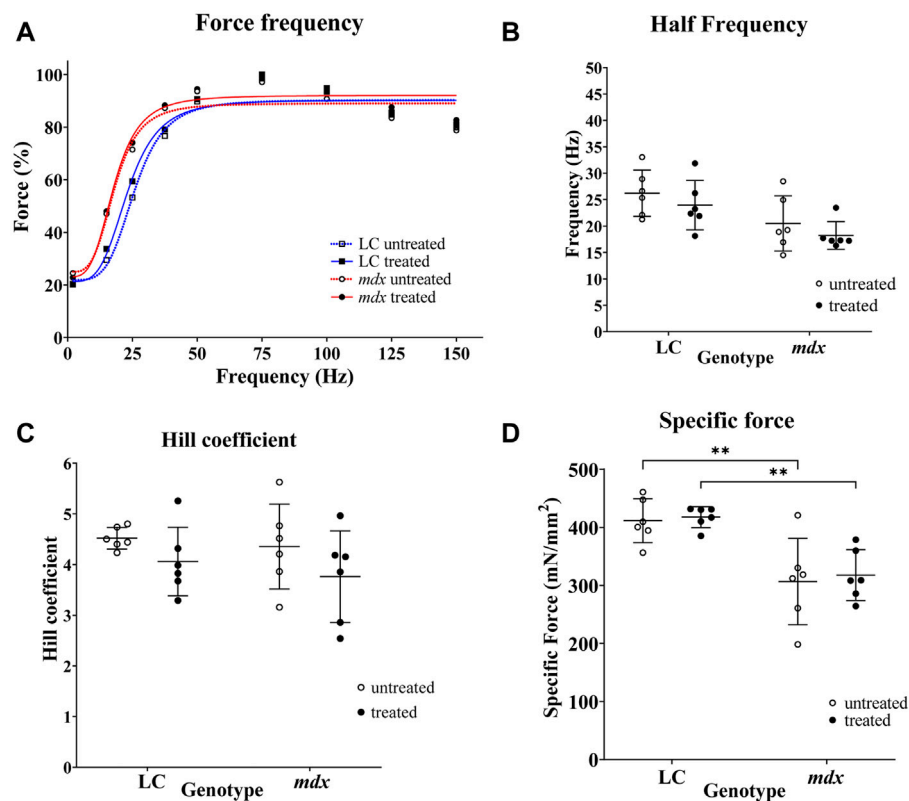 A
Force frequency
Force (%)
100
80
60
40
20
0
0
25
50
75
100
125
150
Frequency (Hz)
LC untreated
LC treated
mdx untreated
mdx treated
B
Half Frequency
Frequency (Hz)
50
45
40
35
30
25
20
15
10
5
0
LC
mdx
Genotype
untreated
treated
C
Hill coefficient
Hill coefficient
6
5
4
3
2
1
0
LC
mdx
Genotype
untreated
treated
D
Specific force
Specific Force (mN/mm²)
500
400
300
200
100
0
**
**
LC
mdx
Genotype
untreated
treated